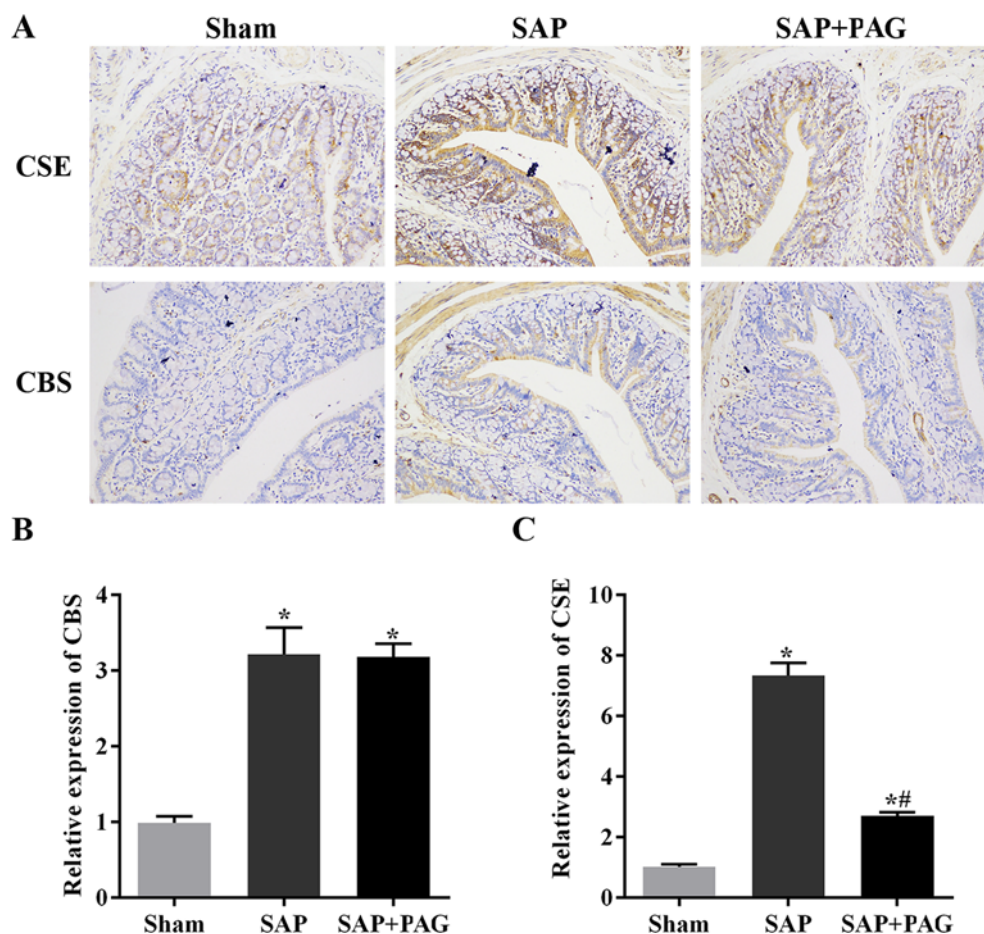 A
Sham SAP SAP+PAG
CSE
CBS
B
Relative expression of CBS
4
3
2
1
0
*
*
Sham SAP SAP+PAG
C
Relative expression of CSE
10
8
6
4
2
0
*
*#
Sham SAP SAP+PAG